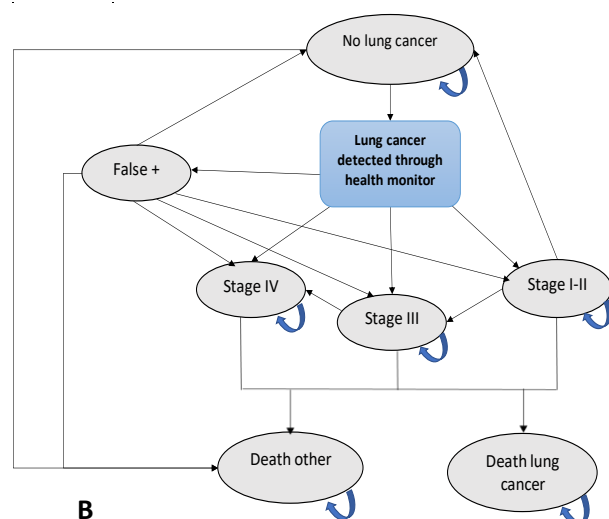 No lung cancer
Lung cancer
detected through
health monitor
False +
Stage IV
Stage III
Stage I-II
Death other
Death lung
cancer
B